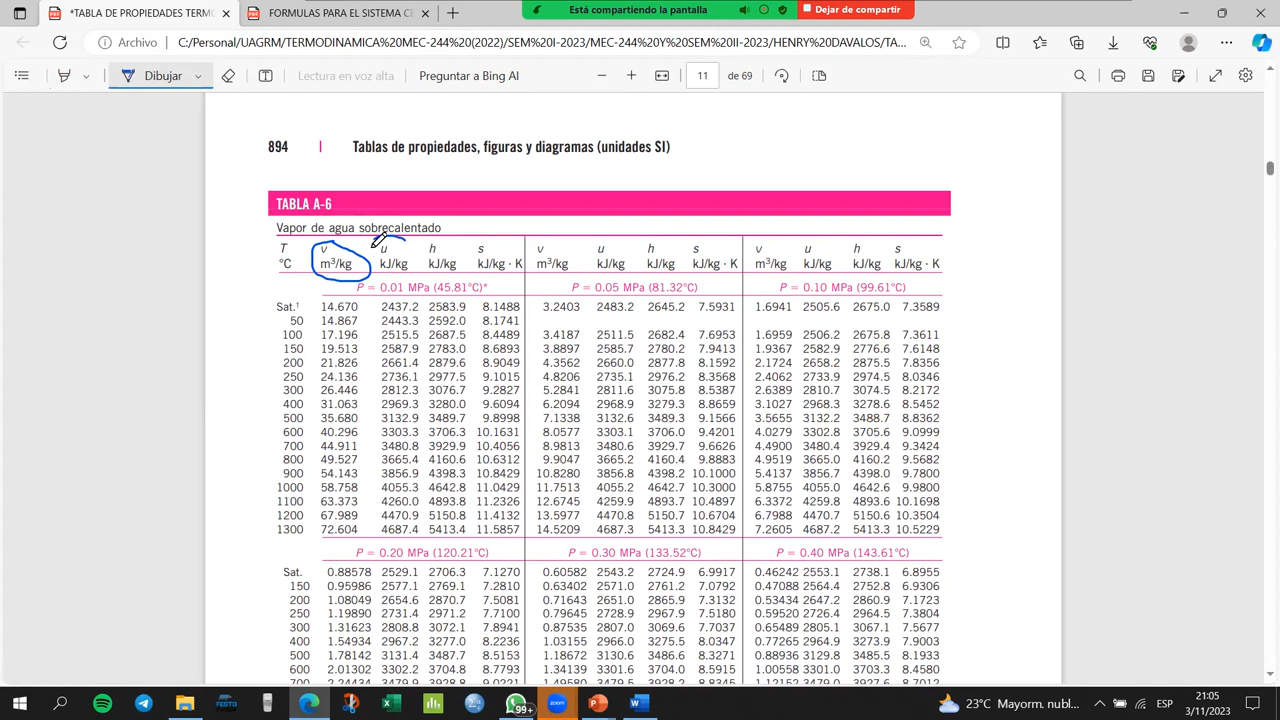 *TABLA DE PROPIEDADES TERMO
FORMULAS PARA EL SISTEMA CE
Está compartiendo la pantalla
Dejar de compartir
Archivo
C:/Personal/UAGRM/TERMODINAMICA%20MEC-244%20(2022)/SEM%20I-2023/MEC-244%20Y%20SEM%20II-2023/HENRY%20DAVALOS/TA...
Dibujar
Lectura en voz alta
Preguntar a Bing AI
11
de 69
894 | Tablas de propiedades, figuras y diagramas (unidades SI)
TABLA A-6
Vapor de agua sobrecalentado
T v u h s v u h s v u h s
°C m³/kg kJ/kg kJ/kg kJ/kg · K m³/kg kJ/kg kJ/kg kJ/kg · K m³/kg kJ/kg kJ/kg kJ/kg · K
P = 0.01 MPa (45.81°C)* P = 0.05 MPa (81.32°C) P = 0.10 MPa (99.61°C)
Sat.† 14.670 2437.2 2583.9 8.1488 3.2403 2483.2 2645.2 7.5931 1.6941 2505.6 2675.0 7.3589
50 14.867 2443.3 2592.0 8.1741
100 17.196 2515.5 2687.5 8.4489 3.4187 2511.5 2682.4 7.6953 1.6959 2506.2 2675.8 7.3611
150 19.513 2587.9 2783.0 8.6893 3.8897 2585.7 2780.2 7.9413 1.9367 2582.9 2776.6 7.6148
200 21.826 2661.4 2879.6 8.9049 4.3562 2660.0 2877.8 8.1592 2.1724 2658.2 2875.5 7.8356
250 24.136 2736.1 2977.5 9.1015 4.8206 2735.1 2976.2 8.3568 2.4062 2733.9 2974.5 8.0346
300 26.446 2812.3 3076.7 9.2827 5.2841 2811.6 3075.8 8.5387 2.6389 2810.7 3074.5 8.2172
400 31.063 2969.3 3280.0 9.6094 6.2094 2968.9 3279.3 8.8659 3.1027 2968.3 3278.6 8.5452
500 35.680 3132.9 3489.7 9.8998 7.1338 3132.6 3489.3 9.1566 3.5655 3132.2 3488.7 8.8362
600 40.296 3303.3 3706.3 10.1631 8.0577 3303.1 3706.0 9.4201 4.0279 3302.8 3705.6 9.0999
700 44.911 3480.8 3929.9 10.4056 8.9813 3480.6 3929.7 9.6626 4.4900 3480.4 3929.4 9.3424
800 49.527 3665.4 4160.6 10.6312 9.9047 3665.2 4160.4 9.8883 4.9519 3665.0 4160.2 9.5682
900 54.143 3856.9 4398.3 10.8429 10.8280 3856.8 4398.2 10.1000 5.4137 3856.7 4398.0 9.7800
1000 58.758 4055.3 4642.8 11.0429 11.7513 4055.2 4642.7 10.3000 5.8755 4055.0 4642.6 9.9800
1100 63.373 4260.0 4893.8 11.2326 12.6745 4259.9 4893.7 10.4897 6.3372 4259.8 4893.6 10.1698
1200 67.989 4470.9 5150.8 11.4132 13.5977 4470.8 5150.7 10.6704 6.7988 4470.7 5150.6 10.3504
1300 72.604 4687.4 5413.4 11.5857 14.5209 4687.3 5413.3 10.8429 7.2605 4687.2 5413.3 10.5229
P = 0.20 MPa (120.21°C) P = 0.30 MPa (133.52°C) P = 0.40 MPa (143.61°C)
Sat. 0.88578 2529.1 2706.3 7.1270 0.60582 2543.2 2724.9 6.9917 0.46242 2553.1 2738.1 6.8955
150 0.95986 2577.1 2769.1 7.2810 0.63402 2571.0 2761.2 7.0792 0.47088 2564.4 2752.8 6.9306
200 1.08049 2654.6 2870.7 7.5081 0.71643 2651.0 2865.9 7.3132 0.53434 2647.2 2860.9 7.1723
250 1.19890 2731.4 2971.2 7.7100 0.79645 2728.9 2967.9 7.5180 0.59520 2726.4 2964.5 7.3804
300 1.31623 2808.8 3072.1 7.8941 0.87535 2807.0 3069.6 7.7037 0.65489 2805.1 3067.1 7.5677
400 1.54934 2967.2 3277.0 8.2236 1.03155 2966.0 3275.5 8.0347 0.77265 2964.9 3273.9 7.9003
500 1.78142 3131.4 3487.7 8.5153 1.18672 3130.6 3486.6 8.3271 0.88936 3129.8 3485.5 8.1933
600 2.01302 3302.2 3704.8 8.7793 1.34139 3301.6 3704.0 8.5915 1.00558 3301.0 3703.3 8.4580
99+
zoom
23°C Mayorm. nubl...
ESP
21:05
3/11/2023